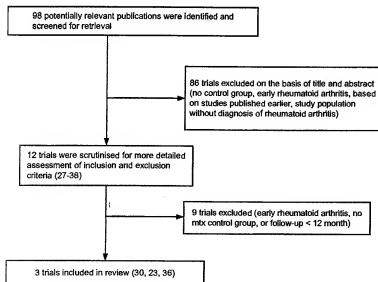 98 potentially relevant publications were identified and
screened for retrieval
86 trials excluded on the basis of title and abstract
(no control group, early rheumatoid arthritis, based
on studies published earlier, study population
without diagnosis of rheumatoid arthritis)
12 trials were scrutinised for more detailed
assessment of inclusion and exclusion
criteria (27-38)
9 trials excluded (early rheumatoid arthritis, no
mtx control group, or follow-up < 12 month)
3 trials included in review (30, 23, 36)